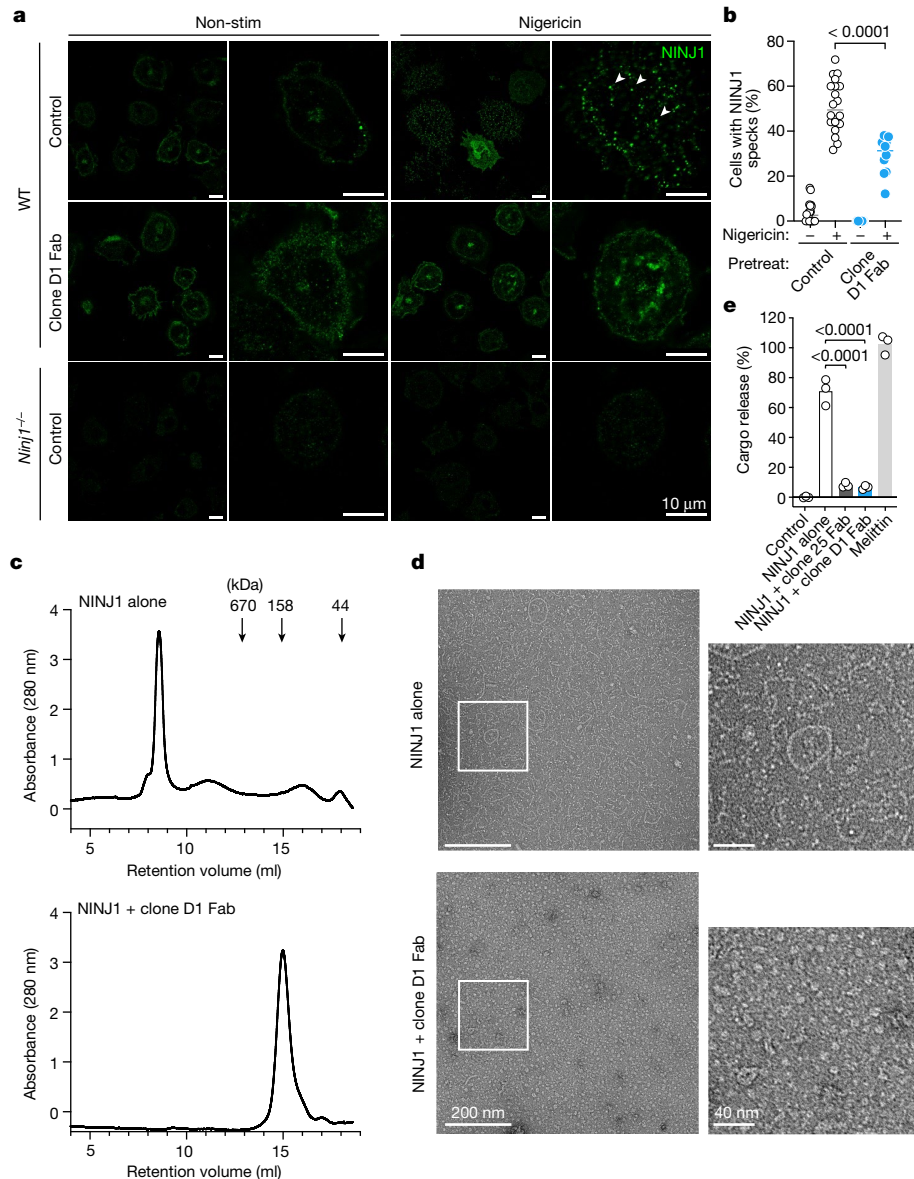 a
Non-stim
Nigericin
WT
Control
Clone D1 Fab
Ninj1–/–
Control
NINJ1
10 μm
b
< 0.0001
80
60
40
20
0
Cells with NINJ1
specks (%)
Nigericin: – + – +
Pretreat:
Control
Clone
D1 Fab
e
120
100
80
60
40
20
0
Cargo release (%)
<0.0001
<0.0001
Control
NINJ1 alone
NINJ1 + clone 25 Fab
NINJ1 + clone D1 Fab
Melittin
c
NINJ1 alone
(kDa)
670 158 44
4
3
2
1
0
Absorbance (280 nm)
5 10 15
Retention volume (ml)
NINJ1 + clone D1 Fab
4
3
2
1
0
Absorbance (280 nm)
5 10 15
Retention volume (ml)
d
NINJ1 alone
NINJ1 + clone D1 Fab
200 nm
40 nm